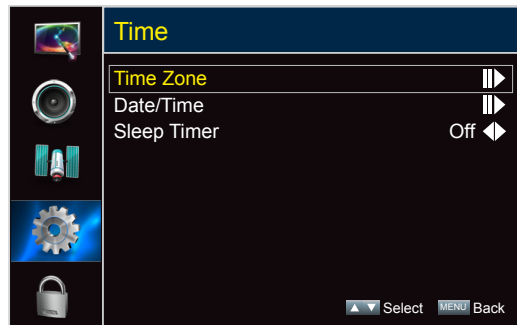 Time
Time Zone
Date/Time
Sleep Timer Off
Select MENU Back